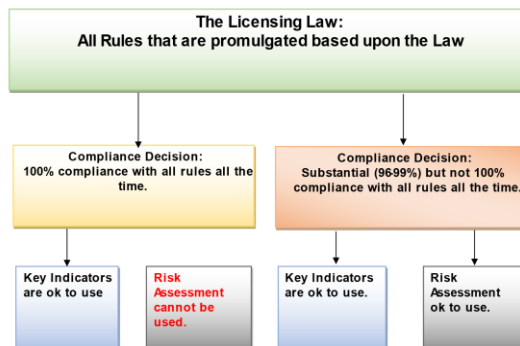 The Licensing Law:
All Rules that are promulgated based upon the Law
Compliance Decision:
100% compliance with all rules all the
time.
Compliance Decision:
Substantial (9699%) but not 100%
compliance with all rules all the time.
Key Indicators
are ok to use
Risk
Assessment
cannot be
used.
Key Indicators
are ok to use.
Risk
Assessment
ok to use.